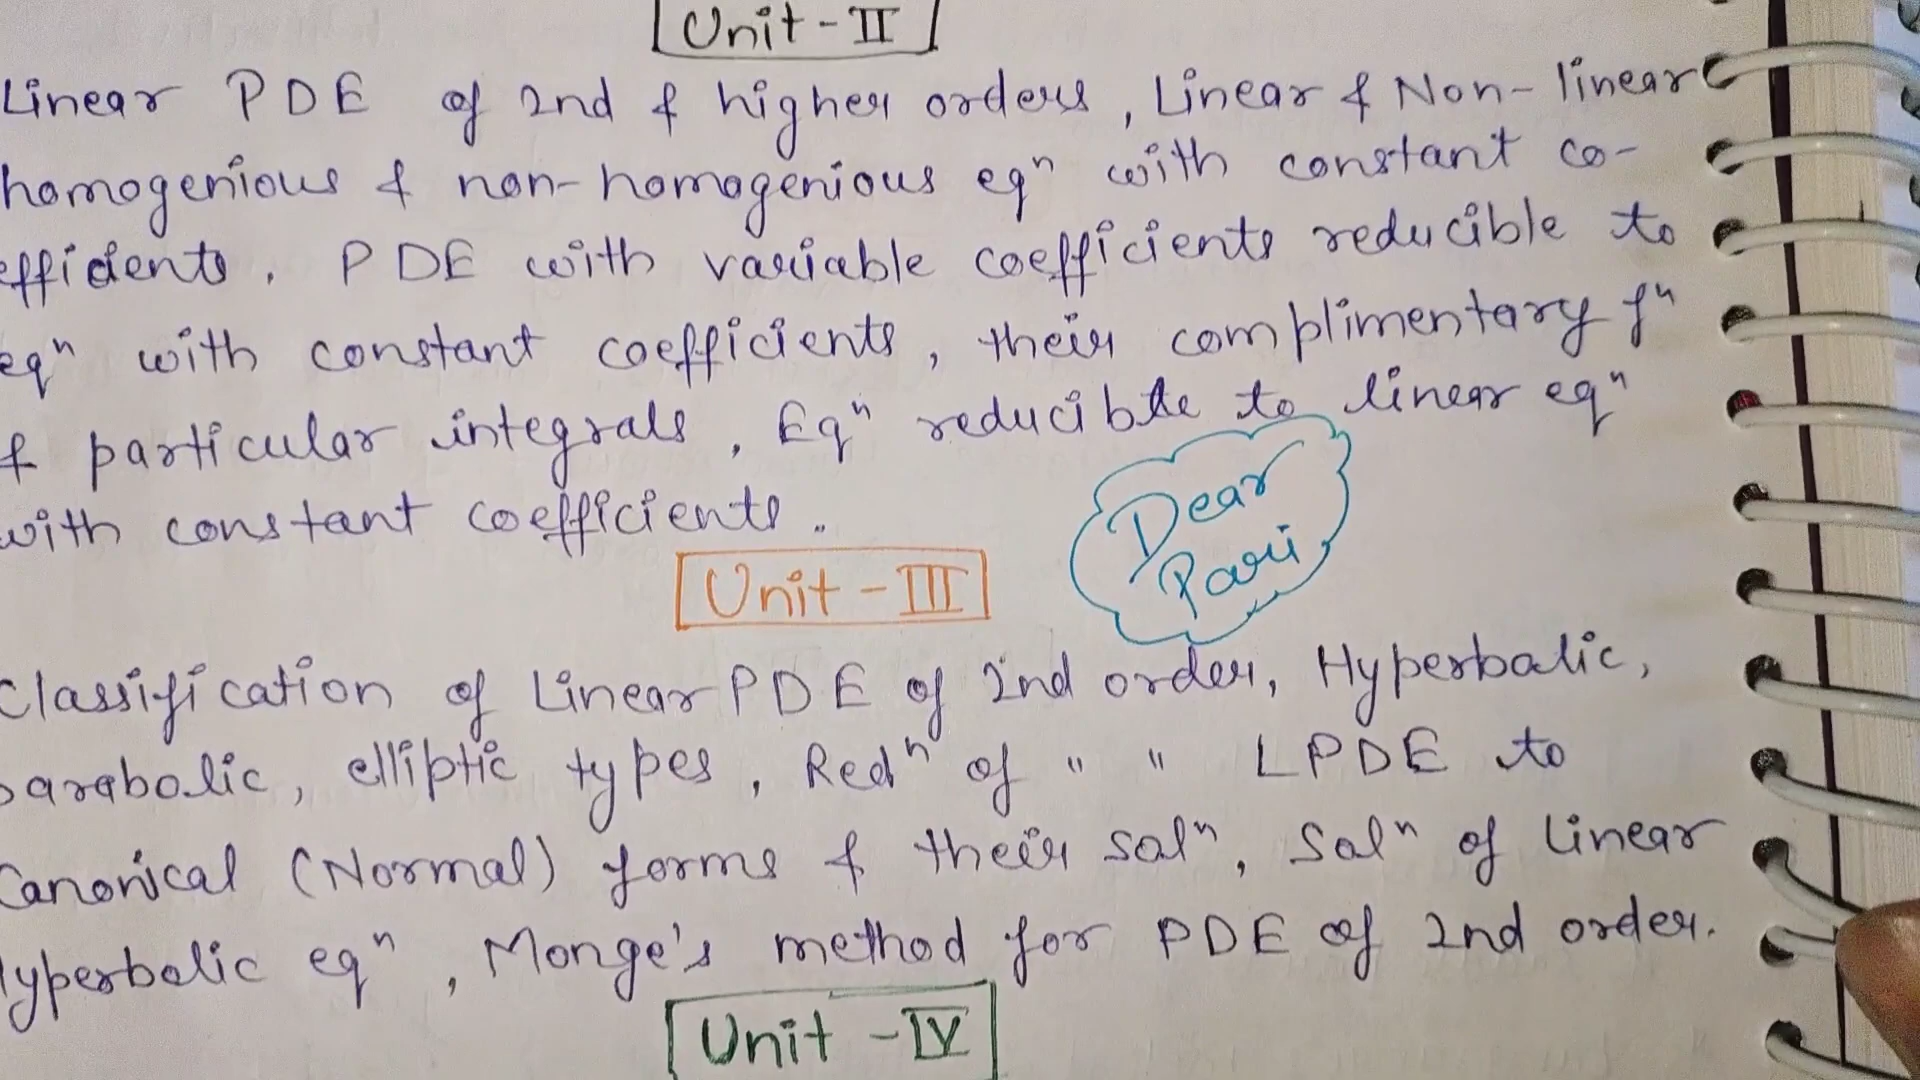 Unit-II
Linear PDE of 2nd & higher orders, Linear & Non-linear
homogenious & non-homogenious eqⁿ with constant co-
efficients. PDE with variable coefficients reducible to
eqⁿ with constant coefficients, their complimentary fⁿ
& particular integrals, Eqⁿ reducible to linear eqⁿ
with constant coefficients.
Dear
Pari
Unit-III
Classification of Linear PDE of 2nd order, Hyperbolic,
parabolic, elliptic types, Redⁿ of " " LPDE to
Canonical (Normal) forms & their solⁿ, Solⁿ of Linear
Hyperbolic eqⁿ, Monge's method for PDE of 2nd order.
Unit-IV